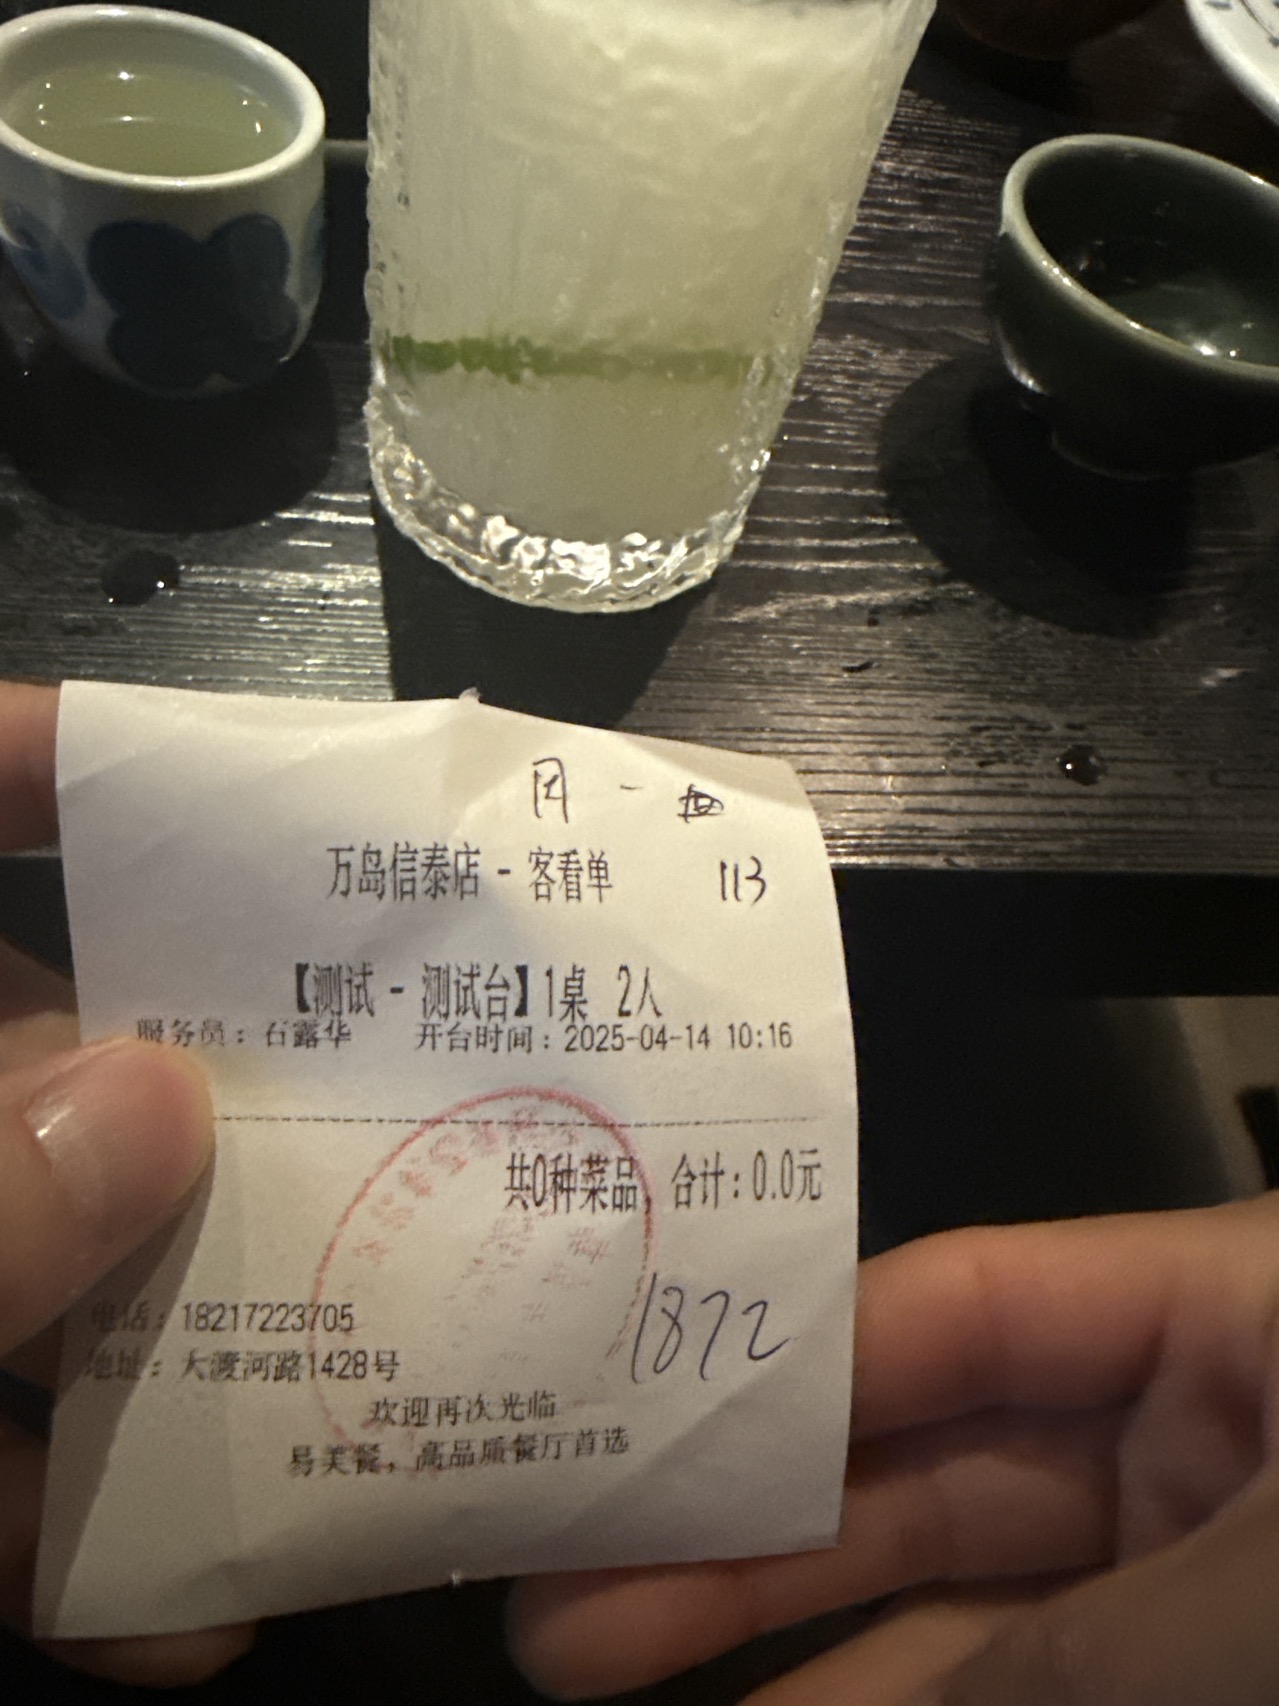 113
万岛信泰店 - 客看单
【测试 - 测试台】1桌 2人
服务员：石露华 开台时间：2025-04-14 10:16
共0种菜品，合计：0.0元
1872
电话：18217223705
地址：大渡河路1428号
欢迎再次光临
易美餐，高品质餐厅首选